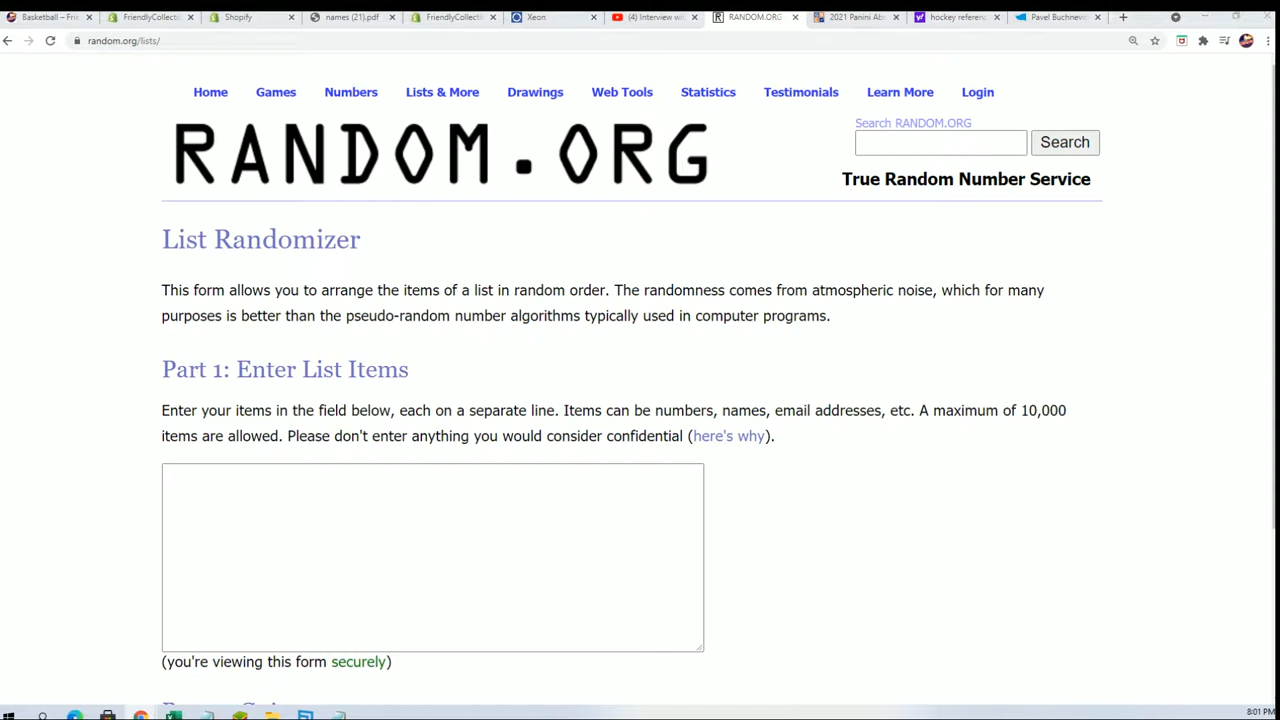 Basketball – Frie
FriendlyCollecti
Shopify
names (21).pdf
FriendlyCollecti
Xeon
(4) Interview wi
RANDOM.ORG
2021 Panini Abs
hockey referenc
Pavel Buchnevic
random.org/lists/
Home Games Numbers Lists & More Drawings Web Tools Statistics Testimonials Learn More Login
Search RANDOM.ORG
RANDOM.ORG
Search
True Random Number Service
List Randomizer
This form allows you to arrange the items of a list in random order. The randomness comes from atmospheric noise, which for many
purposes is better than the pseudo-random number algorithms typically used in computer programs.
Part 1: Enter List Items
Enter your items in the field below, each on a separate line. Items can be numbers, names, email addresses, etc. A maximum of 10,000
items are allowed. Please don't enter anything you would consider confidential (here's why).
(you're viewing this form securely)
8:01 PM